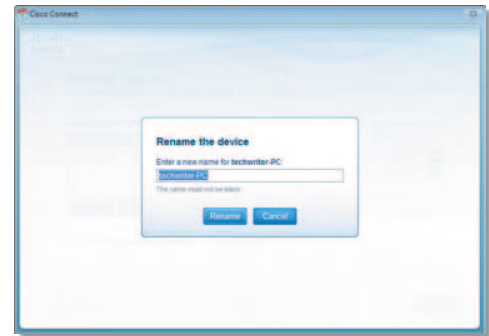 Cisco Connect
Rename the device
Enter a new name for techwriter-PC:
techwriter-PC
The name must not be blank
Rename Cancel